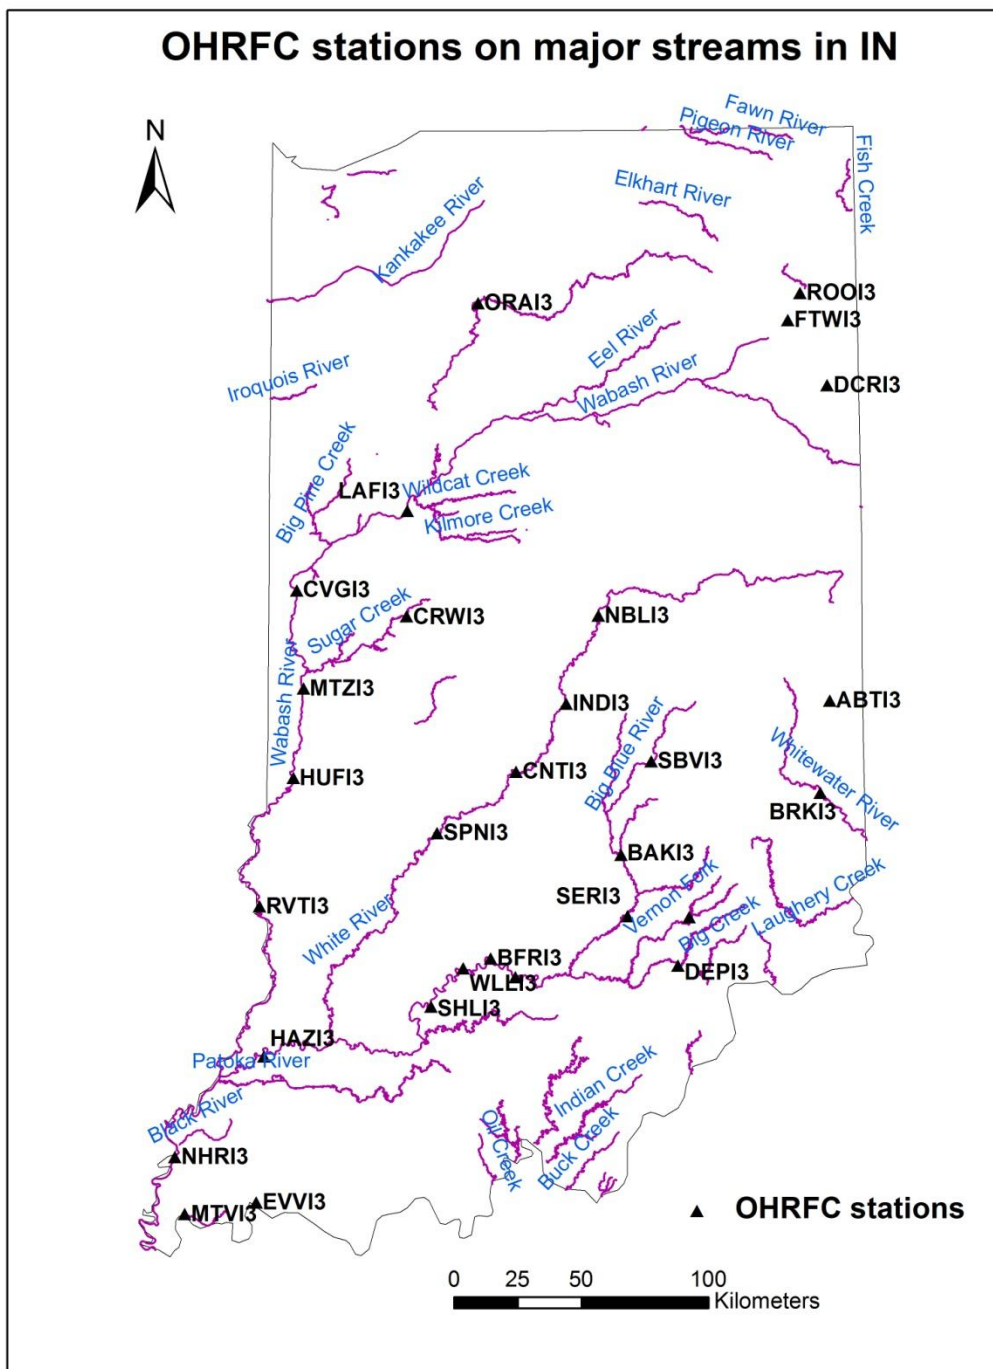 OHRFC stations on major streams in IN
N
Fawn River
Pigeon River
Fish Creek
Elkhart River
Kankakee River
ROOI3
ORAI3
FTWI3
Eel River
Iroquois River
Wabash River
DCRI3
Big Pine Creek
LAFI3
Wildcat Creek
Kilmore Creek
CVGI3
Sugar Creek
CRWI3
NBLI3
Wabash River
MTZI3
INDI3
ABTI3
Big Blue River
Whitewater River
SBVI3
HUFI3
CNTI3
BRKI3
SPNI3
BAKI3
SERI3
Vernon Fork
RVTI3
White River
Big Creek
Laughery Creek
BFRI3
WLLI3
DEPI3
SHLI3
HAZI3
Patoka River
Black River
Indian Creek
Oil Creek
Buck Creek
NHRI3
EVVI3
MTVI3
OHRFC stations
0 25 50 100
Kilometers